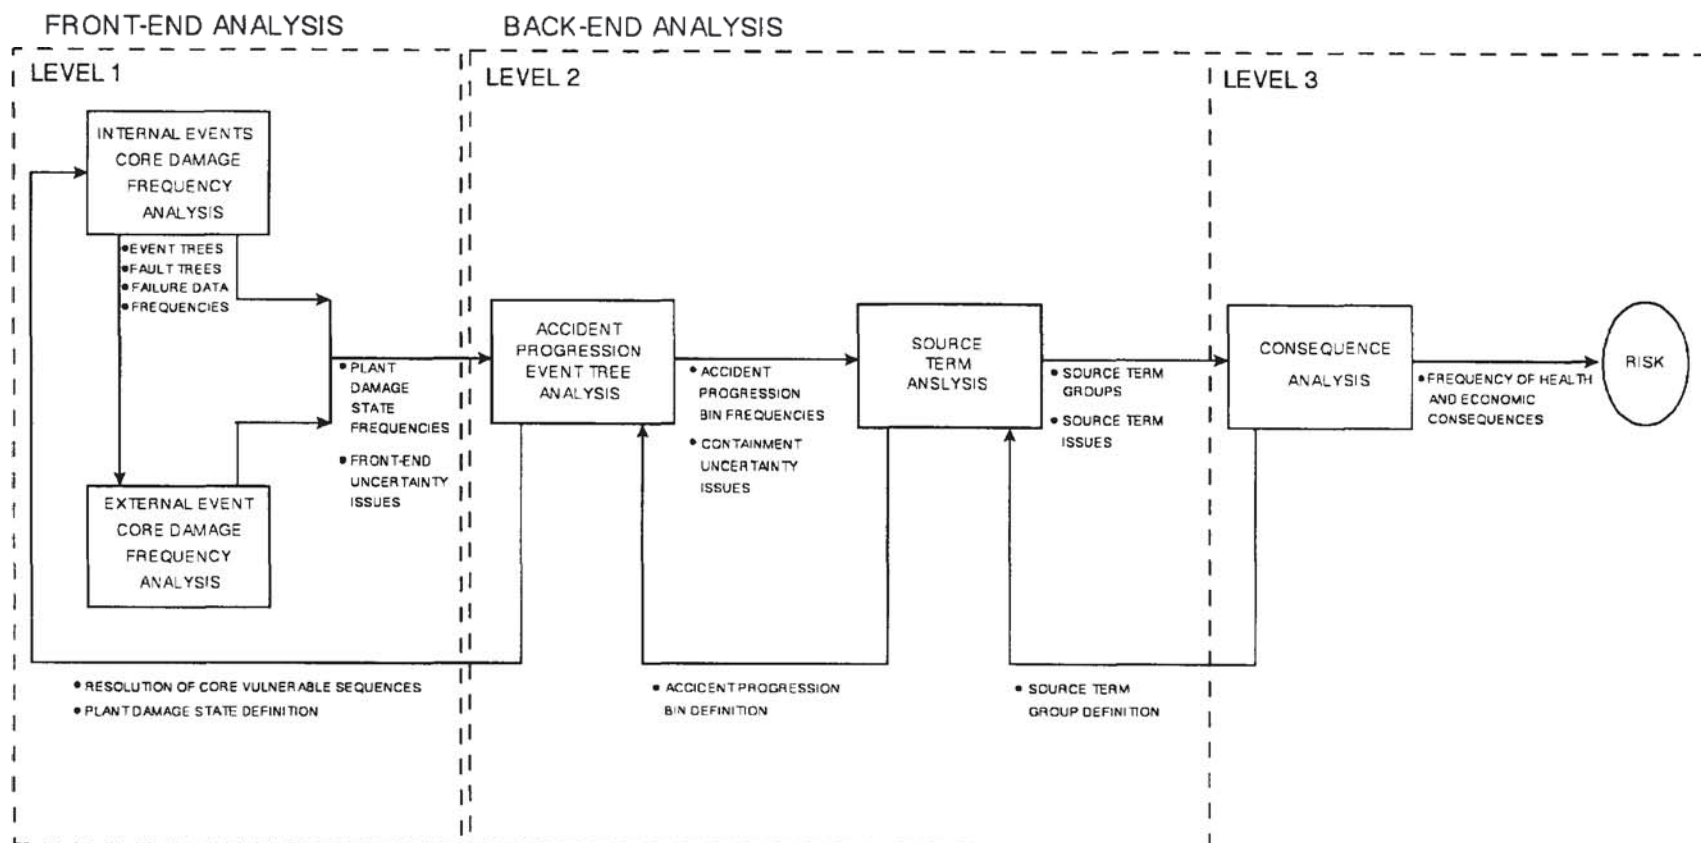 FRONT-END ANALYSIS
BACK-END ANALYSIS
LEVEL 1
LEVEL 2
LEVEL 3
INTERNAL EVENTS
CORE DAMAGE
FREQUENCY
ANALYSIS
•EVENT TREES
•FAULT TREES
•FAILURE DATA
•FREQUENCIES
EXTERNAL EVENT
CORE DAMAGE
FREQUENCY
ANALYSIS
• PLANT
DAMAGE
STATE
FREQUENCIES
• FRONT-END
UNCERTAINTY
ISSUES
• RESOLUTION OF CORE VULNERABLE SEQUENCES
• PLANT DAMAGE STATE DEFINITION
ACCIDENT
PROGRESSION
EVENT TREE
ANALYSIS
• ACCIDENT
PROGRESSION
BIN FREQUENCIES
• CONTAINMENT
UNCERTAINTY
ISSUES
• ACCIDENT PROGRESSION
BIN DEFINITION
SOURCE
TERM
ANSLYSIS
• SOURCE TERM
GROUPS
• SOURCE TERM
ISSUES
• SOURCE TERM
GROUP DEFINITION
CONSEQUENCE
ANALYSIS
• FREQUENCY OF HEALTH
AND ECONOMIC
CONSEQUENCES
RISK